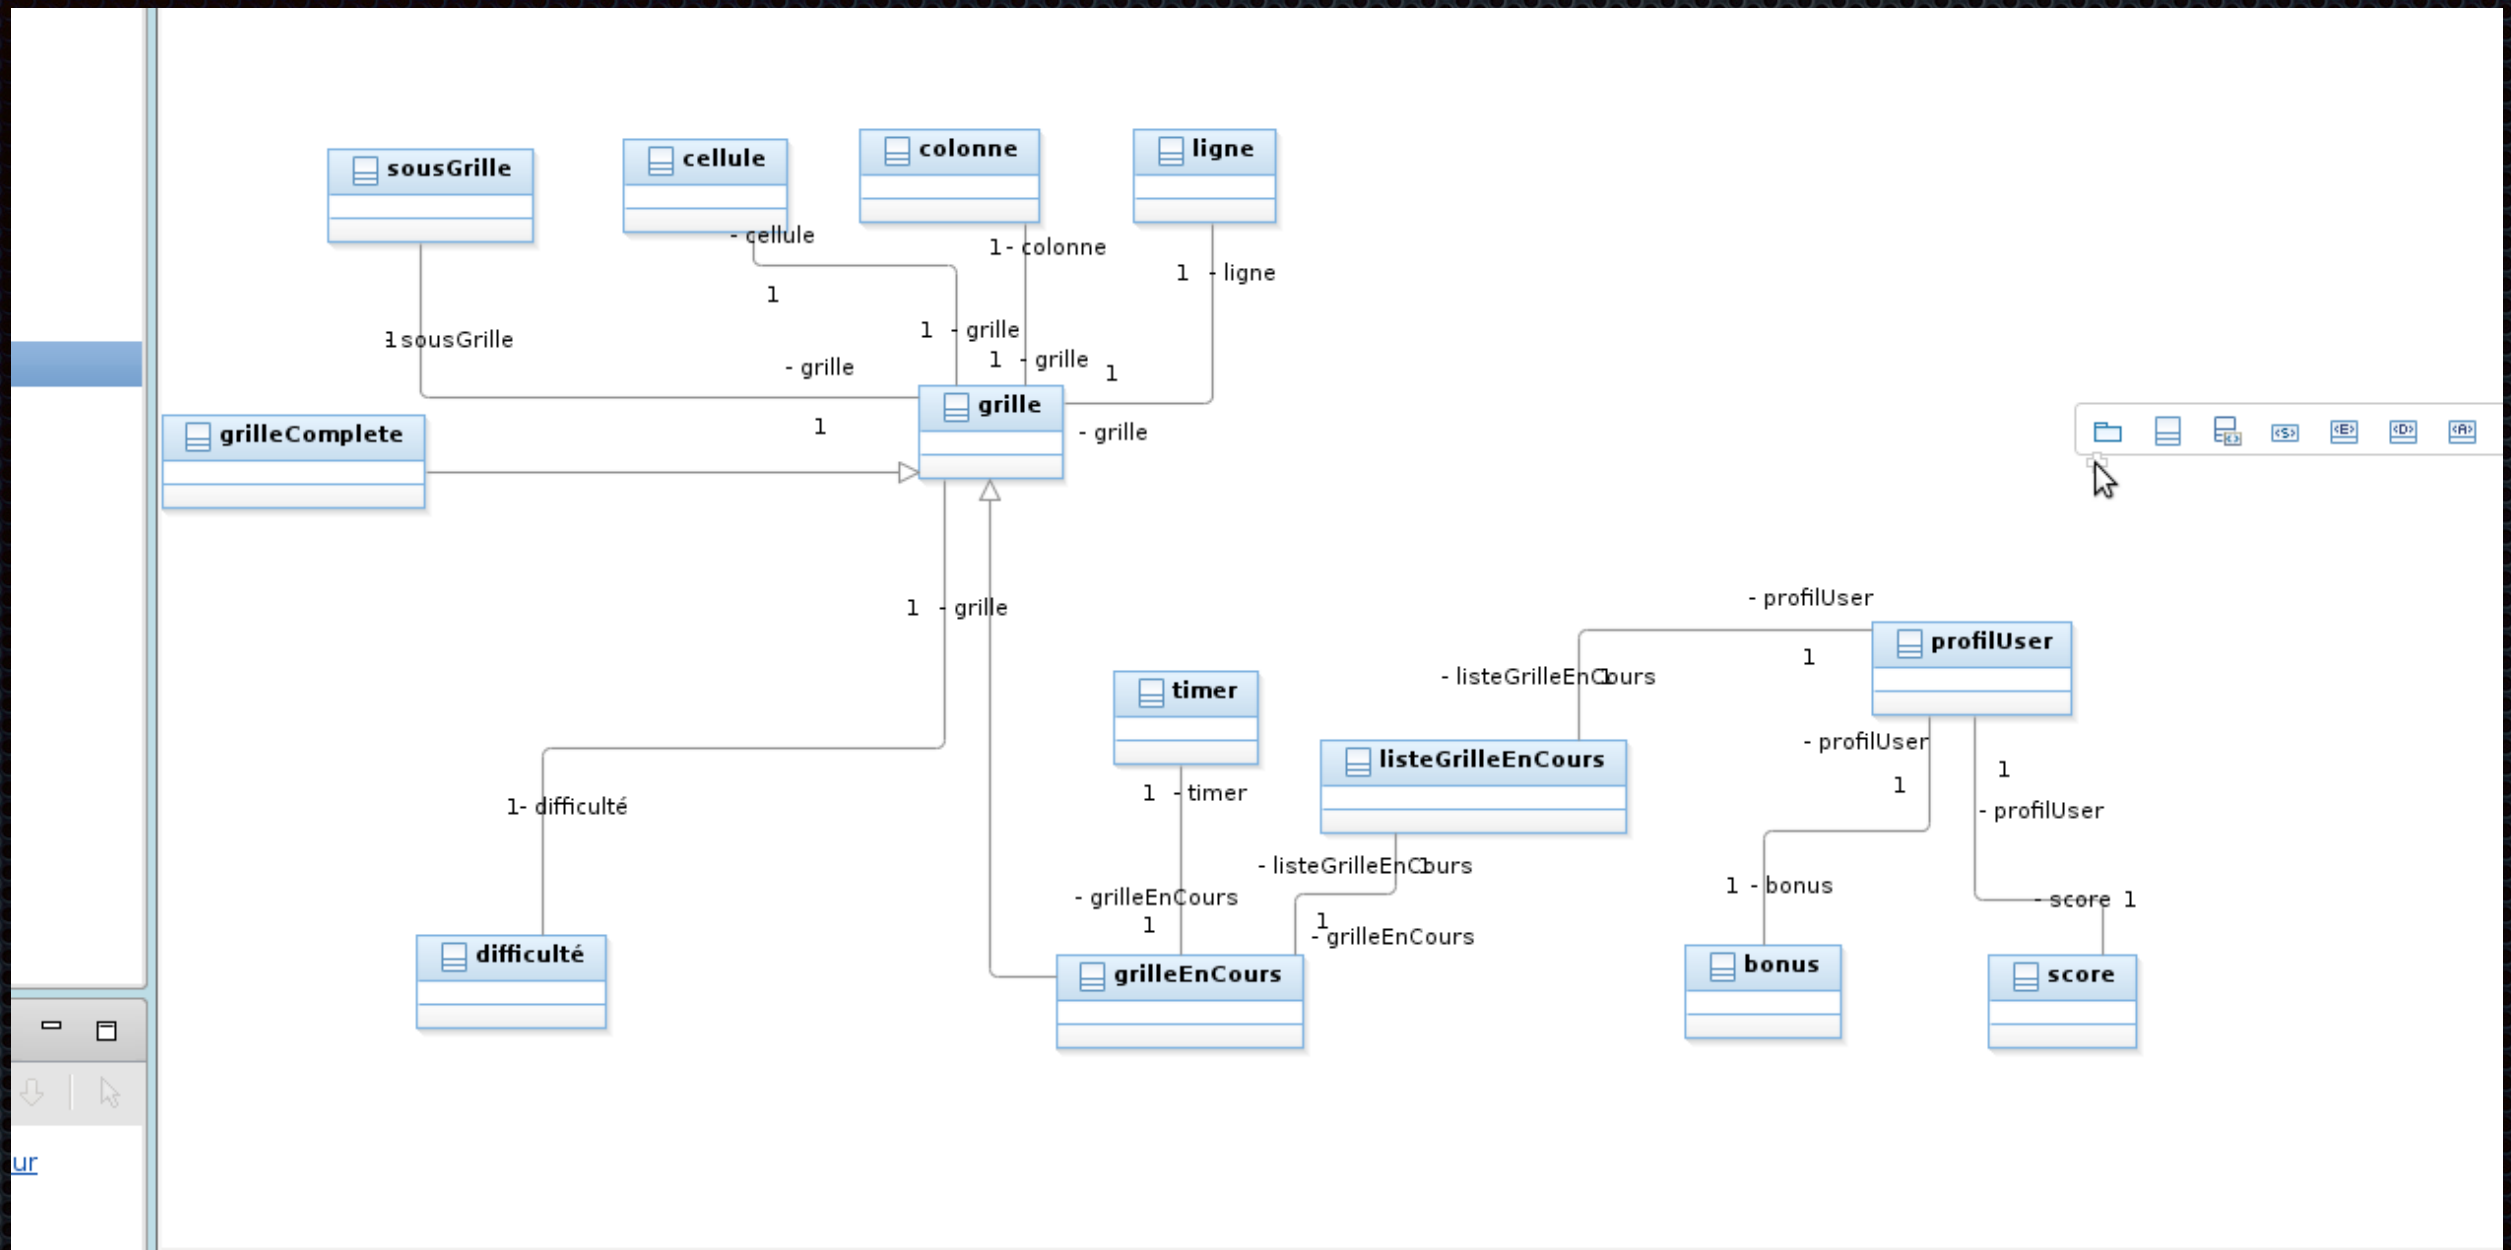 colonne
ligne
cellule
sousGrille
- cellule
1- colonne
1 - ligne
1
1 - grille
1sousGrille
- grille
1 - grille
1
grille
1
- grille
grilleComplete
<S>
<E>
<D>
<A>
- profilUser
1 - grille
profilUser
1
- listeGrilleEnCours
1
timer
- profilUser
listeGrilleEnCours
1
1
1 - timer
1- difficulté
- profilUser
- listeGrilleEnCours
1
1 - bonus
- grilleEnCours
- score 1
1
1
- grilleEnCours
difficulté
bonus
grilleEnCours
score
ur